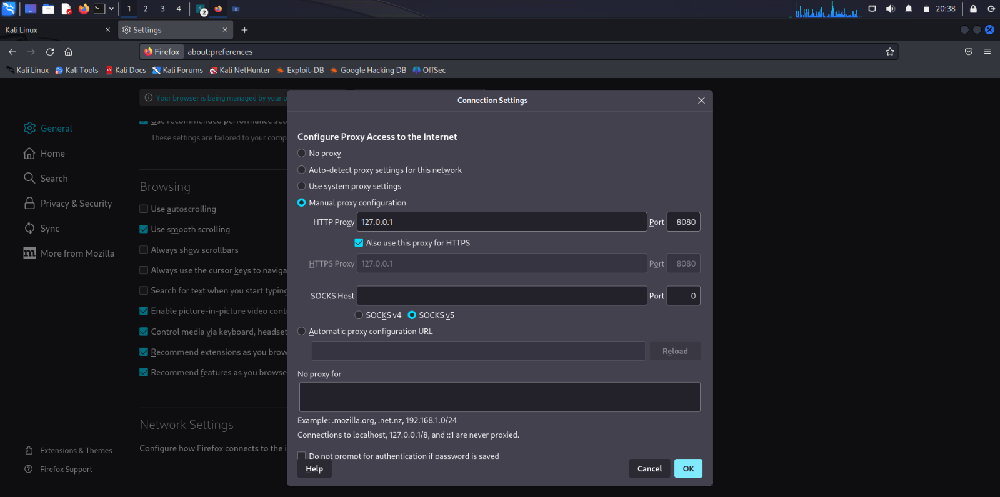 1 2 3 4 2 20:38
Kali Linux Settings
Firefox about:preferences
Kali Linux Kali Tools Kali Docs Kali Forums Kali NetHunter Exploit-DB Google Hacking DB OffSec
Your browser is being managed by your o
General
Home
Search
Privacy & Security
Sync
More from Mozilla
Extensions & Themes
Firefox Support
Use recommended performance set
These settings are tailored to your comp
Browsing
Use autoscrolling
Use smooth scrolling
Always show scrollbars
Always use the cursor keys to naviga
Search for text when you start typing
Enable picture-in-picture video cont
Control media via keyboard, headset
Recommend extensions as you brow
Recommend features as you browse
Network Settings
Configure how Firefox connects to the i
Connection Settings
Configure Proxy Access to the Internet
No proxy
Auto-detect proxy settings for this network
Use system proxy settings
Manual proxy configuration
HTTP Proxy 127.0.0.1 Port 8080
Also use this proxy for HTTPS
HTTPS Proxy 127.0.0.1 Port 8080
SOCKS Host Port 0
SOCKS v4 SOCKS v5
Automatic proxy configuration URL
Reload
No proxy for
Example: .mozilla.org, .net.nz, 192.168.1.0/24
Connections to localhost, 127.0.0.1/8, and ::1 are never proxied.
Do not prompt for authentication if password is saved
Help Cancel OK